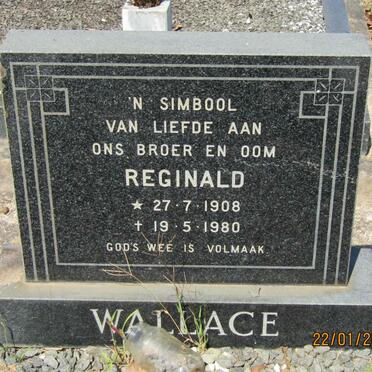 'N SIMBOOL
VAN LIEFDE AAN
ONS BROER EN OOM
REGINALD
★ 27·7·1908
† 19·5·1980
GOD'S WEË IS VOLMAAK
WALLACE
22/01/2